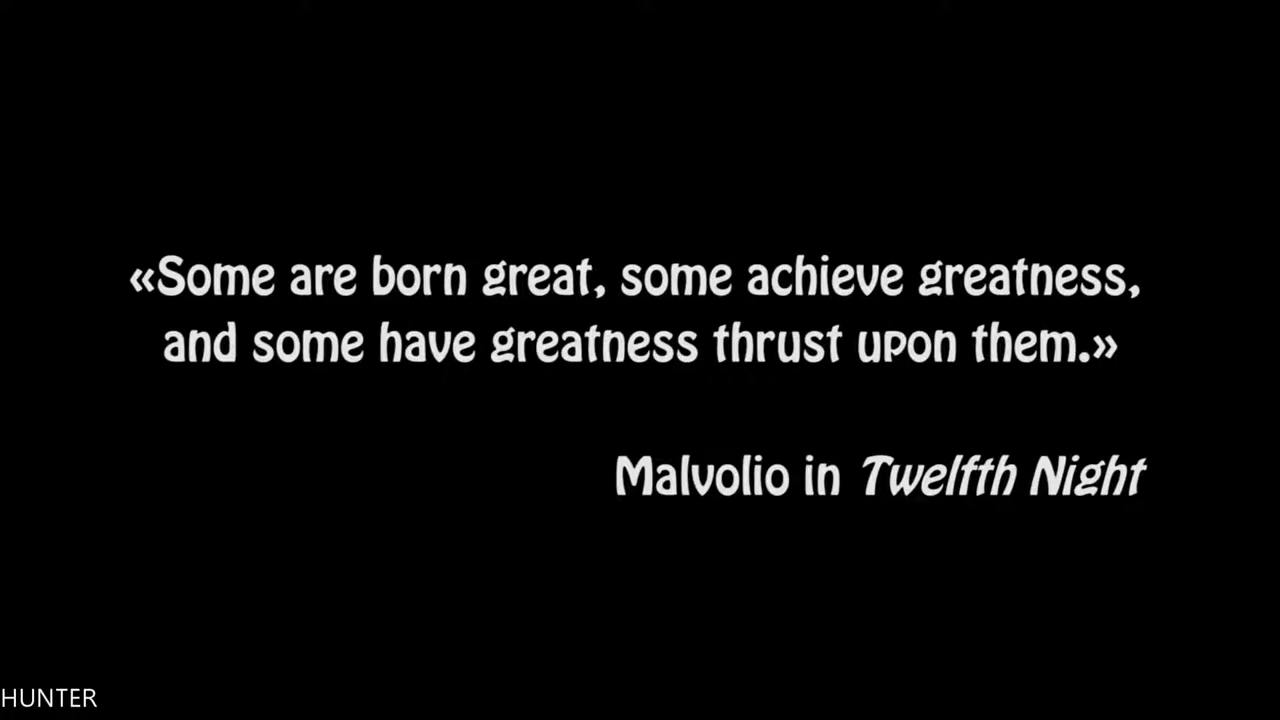 «Some are born great, some achieve greatness,
and some have greatness thrust upon them.»
Malvolio in Twelfth Night
HUNTER